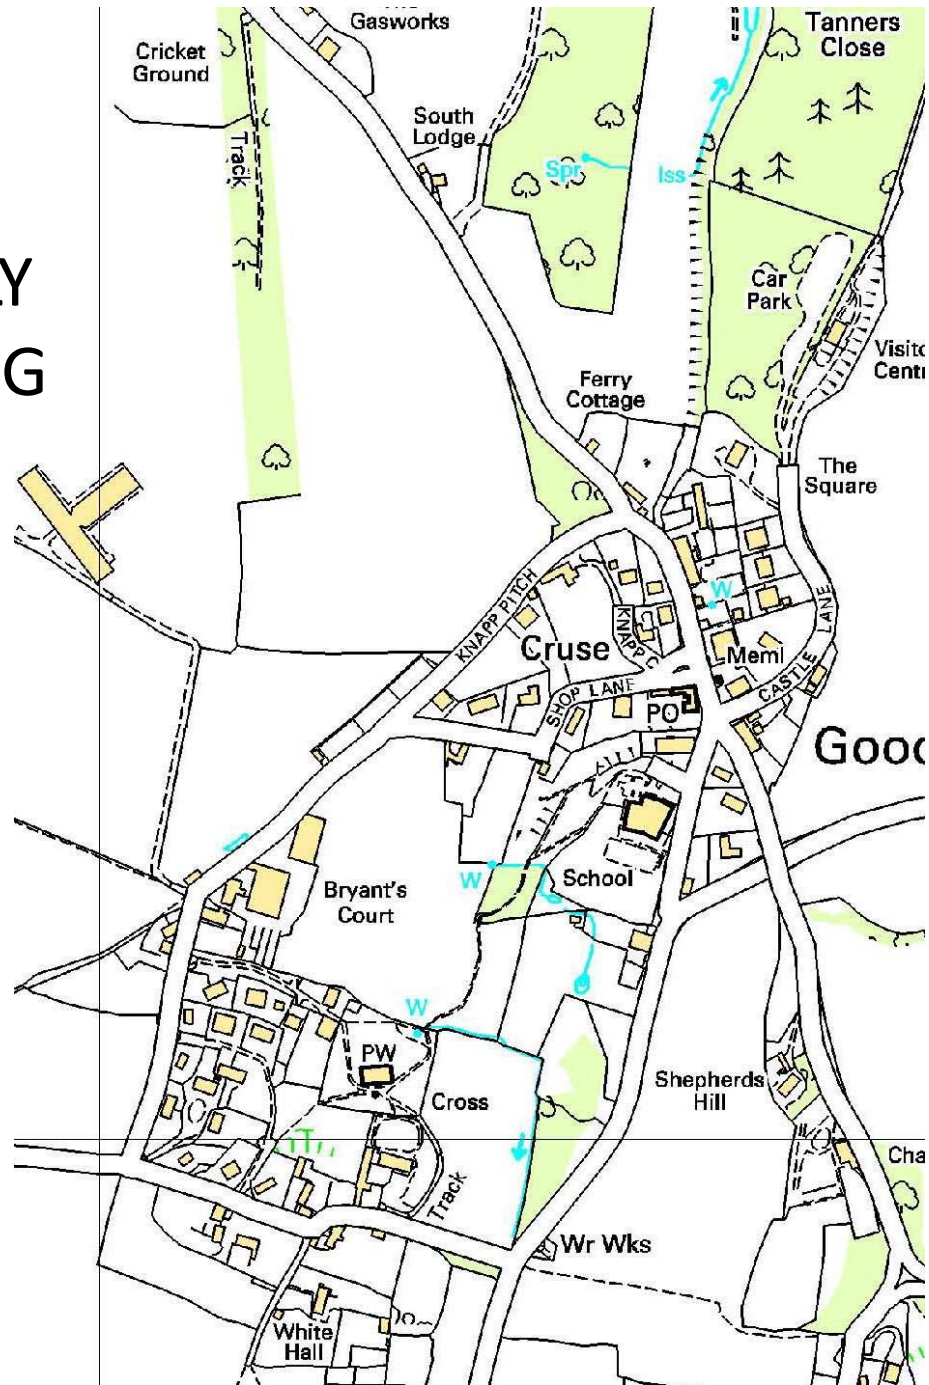 Gasworks
Tanners
Close
Cricket
Ground
South
Lodge
Track
Spr
Iss
Y
G
Car
Park
Visito
Centr
Ferry
Cottage
The
Square
KNAPP PITCH
W
KNAPP C
Cruse
Meml
CASTLE LANE
SHOP LANE
PO
Good
ATTT
W
School
Bryant's
Court
W
PW
Cross
Shepherds
Hill
Cha
Track
Wr Wks
White
Hall